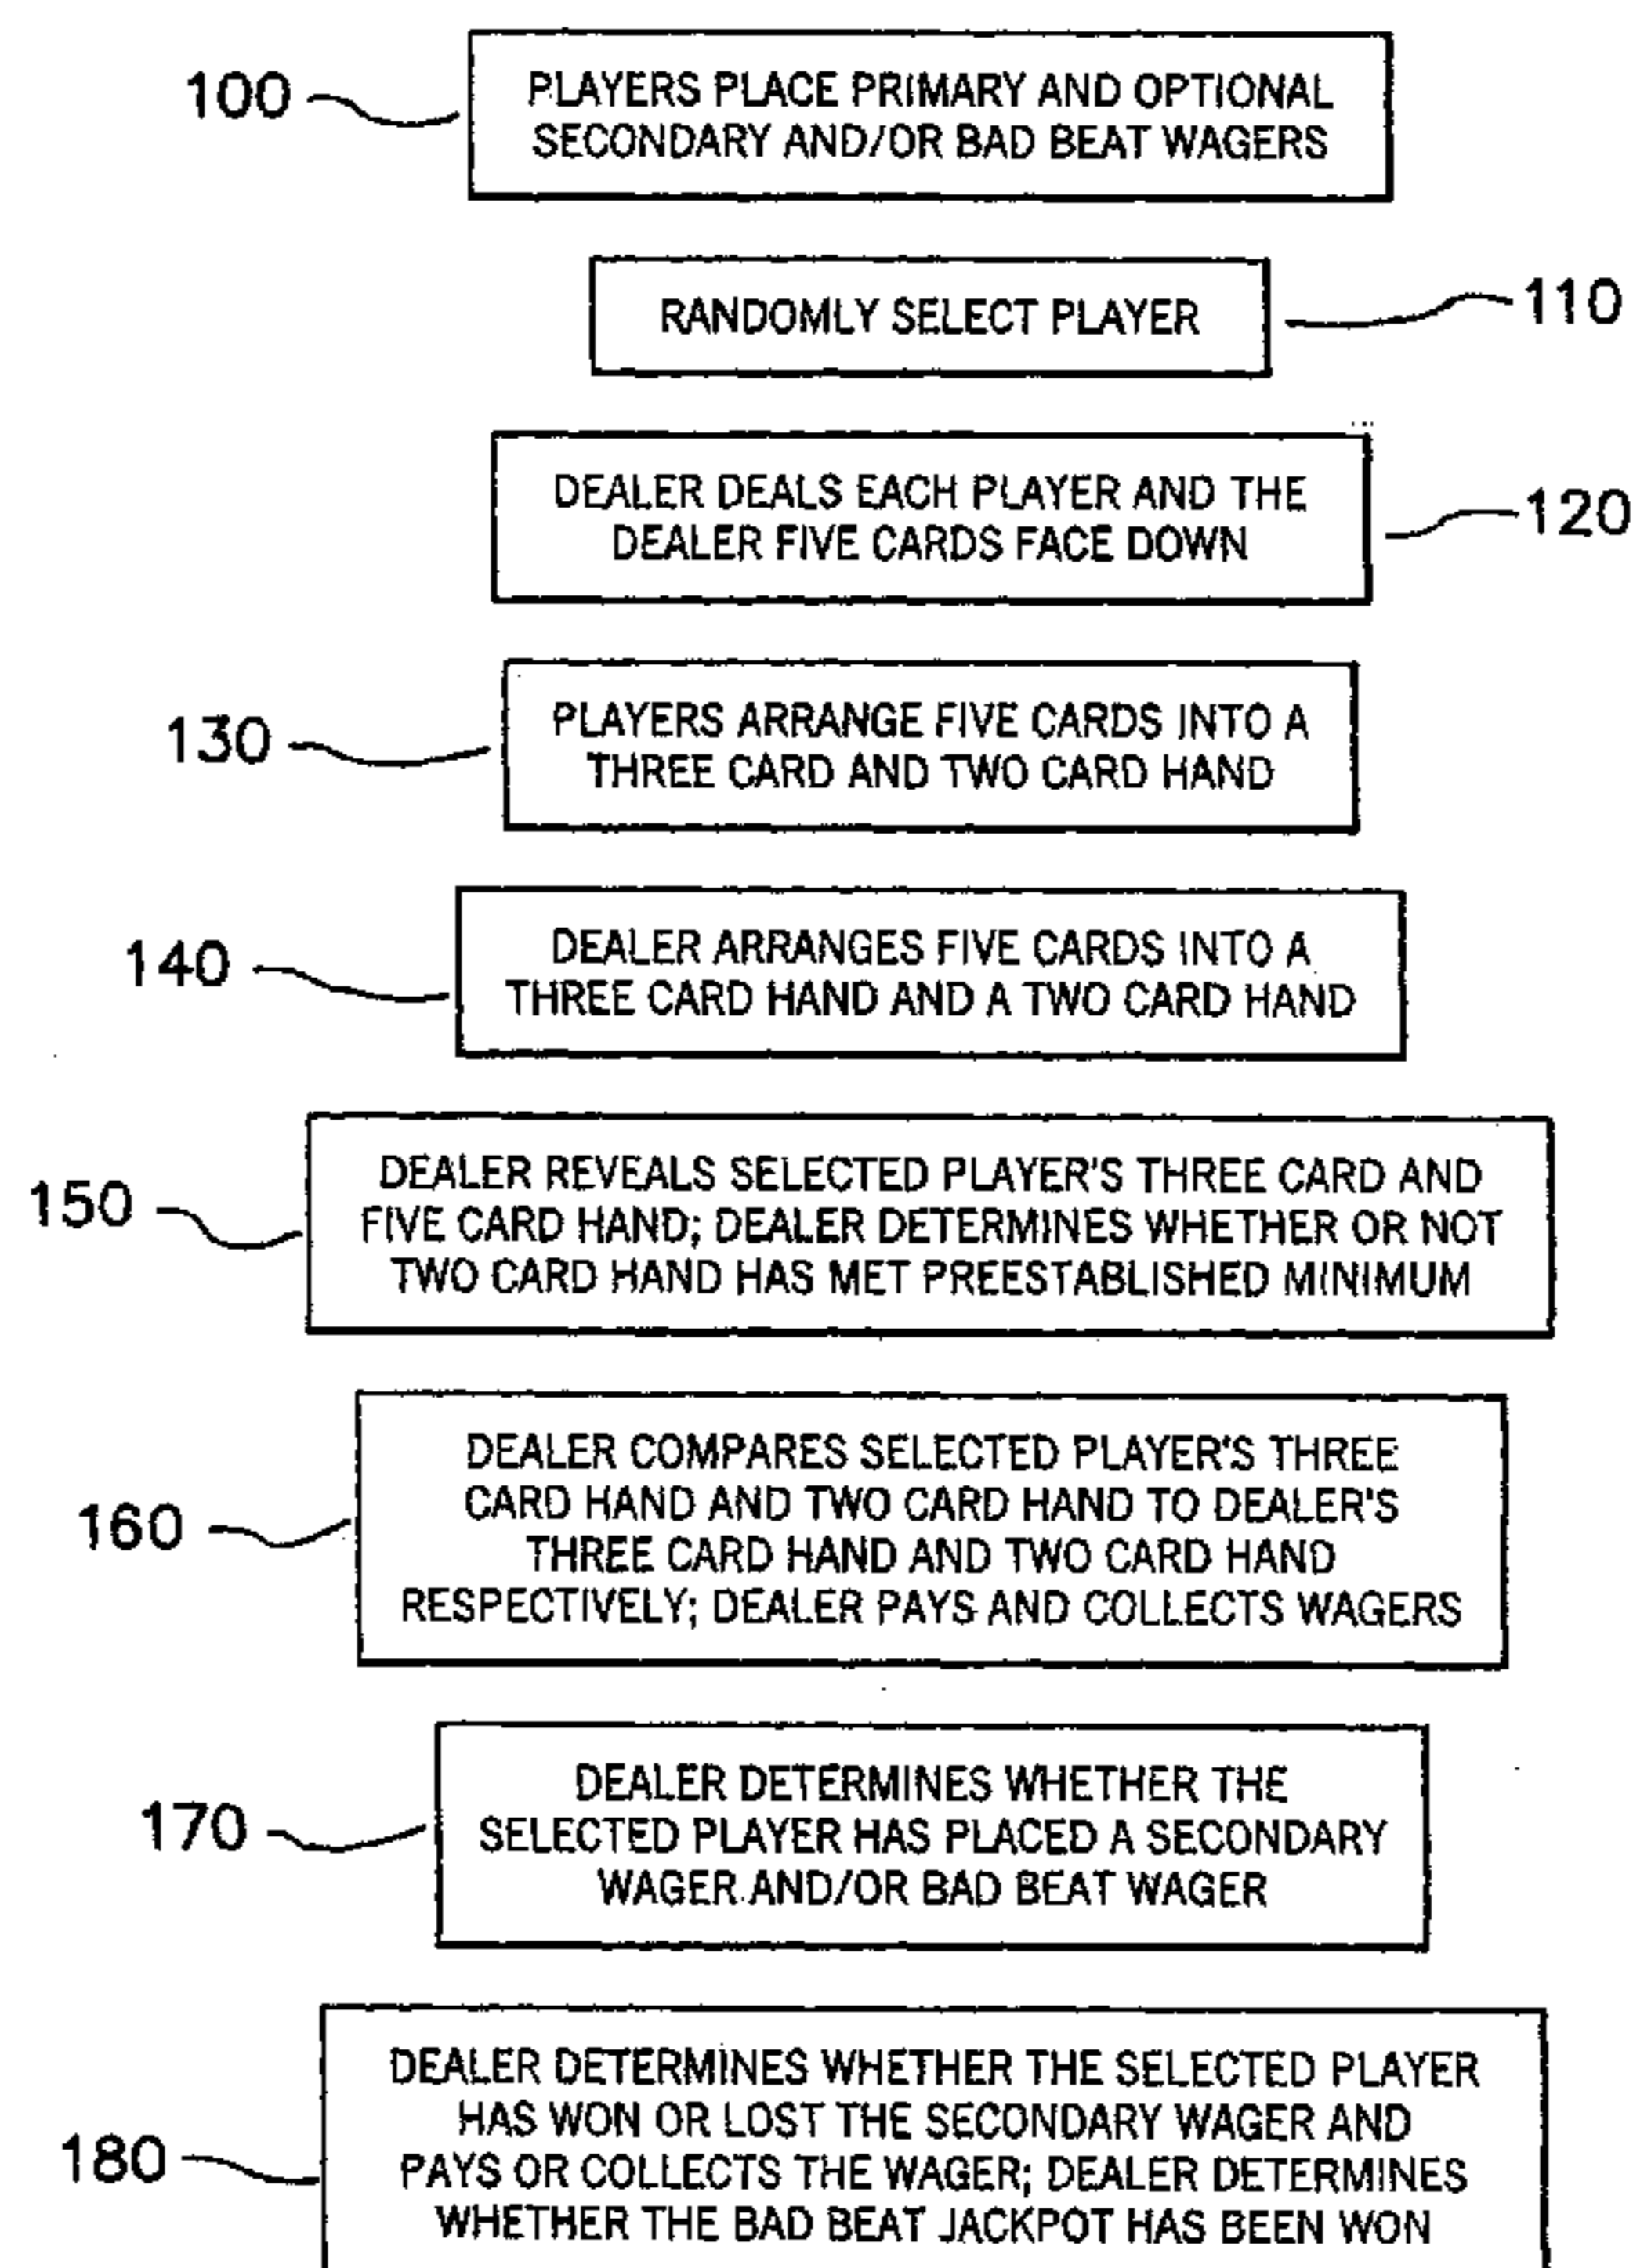 100
PLAYERS PLACE PRIMARY AND OPTIONAL
SECONDARY AND/OR BAD BEAT WAGERS
RANDOMLY SELECT PLAYER
110
DEALER DEALS EACH PLAYER AND THE
DEALER FIVE CARDS FACE DOWN
120
130
PLAYERS ARRANGE FIVE CARDS INTO A
THREE CARD AND TWO CARD HAND
140
DEALER ARRANGES FIVE CARDS INTO A
THREE CARD HAND AND A TWO CARD HAND
150
DEALER REVEALS SELECTED PLAYER'S THREE CARD AND
FIVE CARD HAND; DEALER DETERMINES WHETHER OR NOT
TWO CARD HAND HAS MET PREESTABLISHED MINIMUM
160
DEALER COMPARES SELECTED PLAYER'S THREE
CARD HAND AND TWO CARD HAND TO DEALER'S
THREE CARD HAND AND TWO CARD HAND
RESPECTIVELY; DEALER PAYS AND COLLECTS WAGERS
170
DEALER DETERMINES WHETHER THE
SELECTED PLAYER HAS PLACED A SECONDARY
WAGER AND/OR BAD BEAT WAGER
180
DEALER DETERMINES WHETHER THE SELECTED PLAYER
HAS WON OR LOST THE SECONDARY WAGER AND
PAYS OR COLLECTS THE WAGER; DEALER DETERMINES
WHETHER THE BAD BEAT JACKPOT HAS BEEN WON